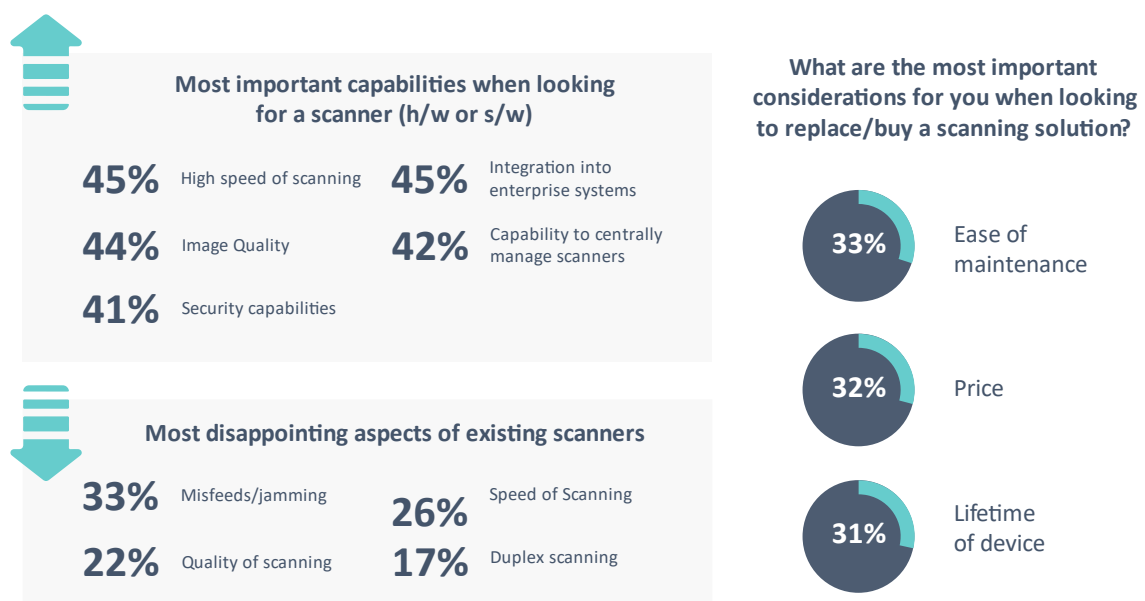 Most important capabilities when looking
for a scanner (h/w or s/w)
45% High speed of scanning
45% Integration into
enterprise systems
44% Image Quality
42% Capability to centrally
manage scanners
41% Security capabilities
Most disappointing aspects of existing scanners
33% Misfeeds/jamming
26% Speed of Scanning
22% Quality of scanning
17% Duplex scanning
What are the most important
considerations for you when looking
to replace/buy a scanning solution?
33% Ease of
maintenance
32% Price
31% Lifetime
of device